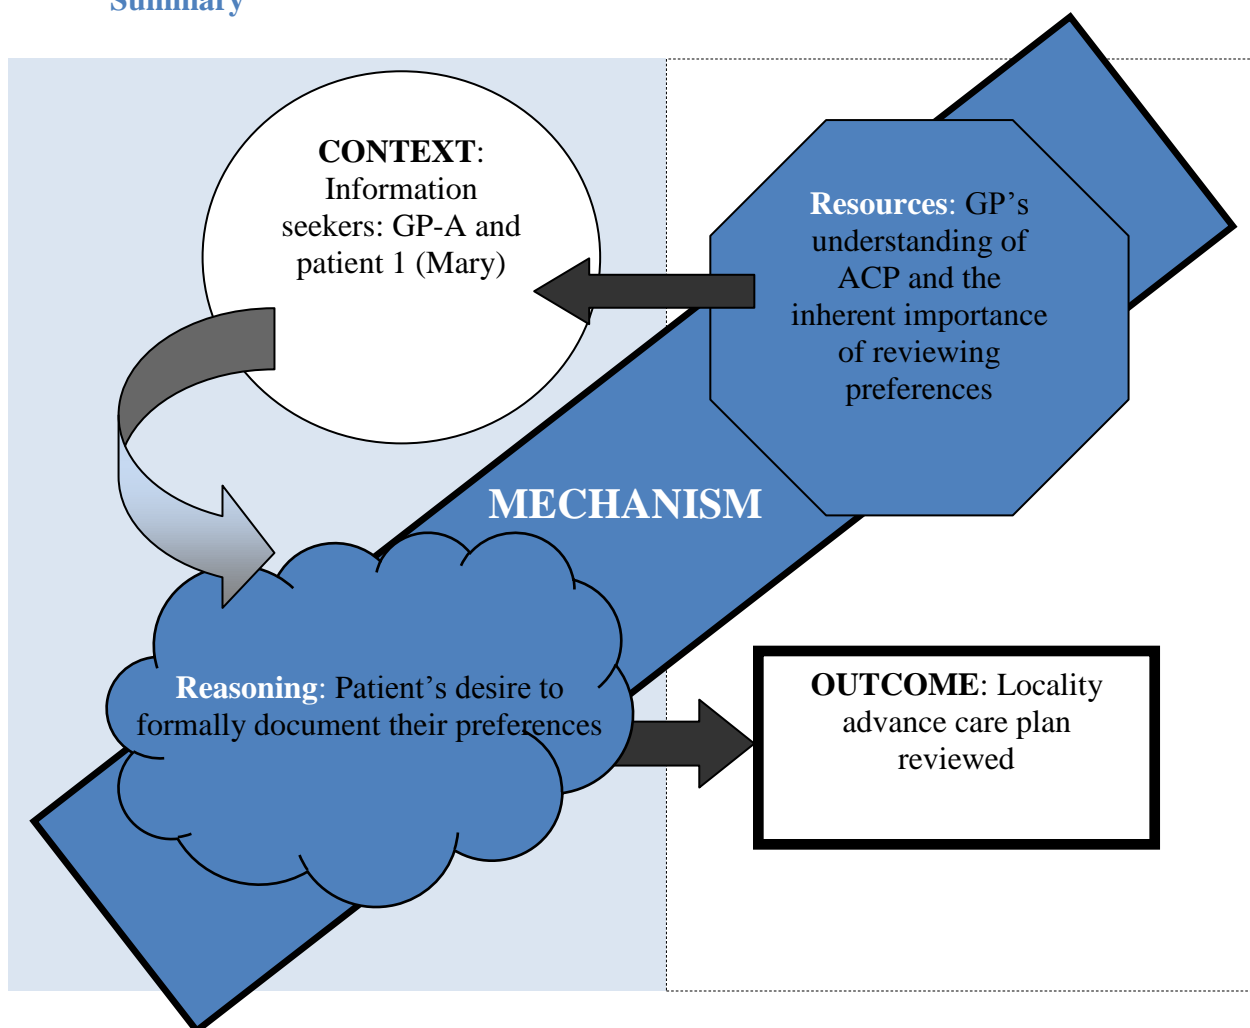 Summary
CONTEXT:
Information
seekers: GP-A and
patient 1 (Mary)
Resources: GP’s
understanding of
ACP and the
inherent importance
of reviewing
preferences
MECHANISM
Reasoning: Patient’s desire to
formally document their preferences
OUTCOME: Locality
advance care plan
reviewed